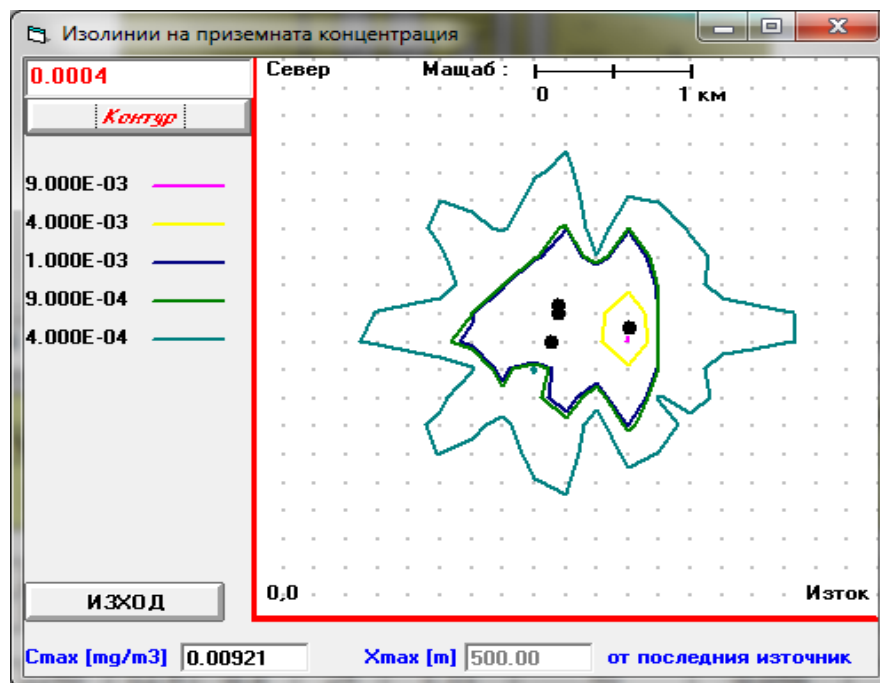 Изолинии на приземната концентрация
0.0004
Контур
Север
Мащаб :
0
1 км
9.000E-03
4.000E-03
1.000E-03
9.000E-04
4.000E-04
ИЗХОД
0,0
Изток
Cmax [mg/m3] 0.00921 Xmax [m] 500.00 от последния източник